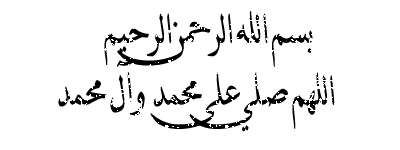 بسم الله الرحمن الرحيم
اللهم صلي على محمد وآل محمد